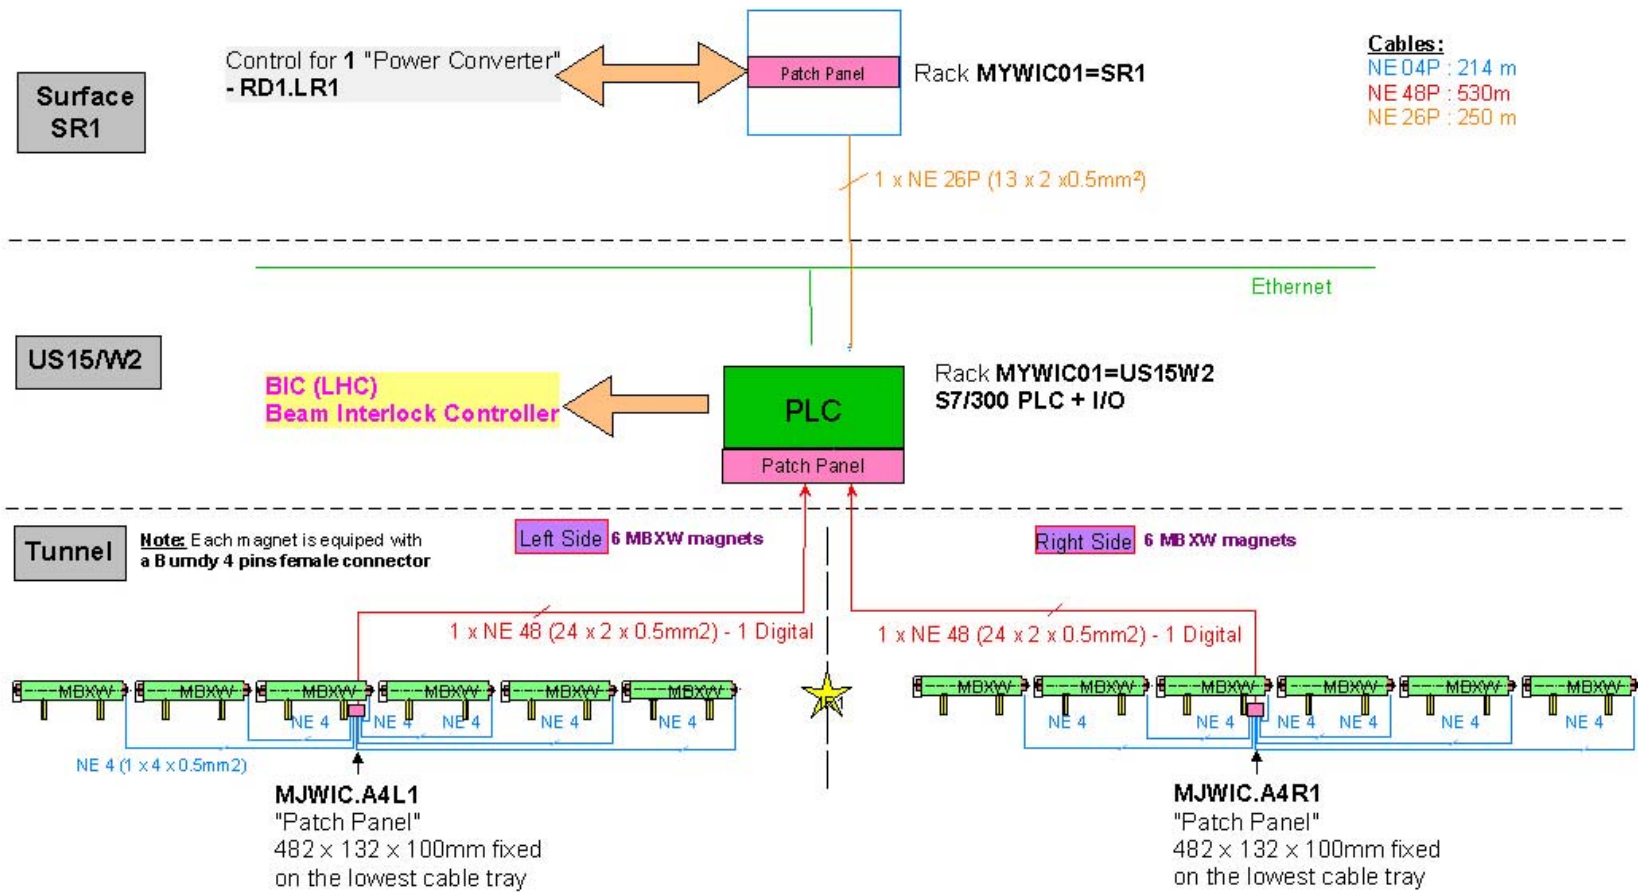 Control for 1 "Power Converter"
- RD1.LR1
Patch Panel
Rack MYWIC01=SR1
Cables:
NE 04P : 214 m
NE 48P : 530m
NE 26P : 250 m
Surface
SR1
1 x NE 26P (13 x 2 x0.5mm²)
Ethernet
US15/W2
BIC (LHC)
Beam Interlock Controller
PLC
Patch Panel
Rack MYWIC01=US15W2
S7/300 PLC + I/O
Tunnel
Note: Each magnet is equiped with
a Burndy 4 pins female connector
Left Side 6 MBXW magnets
Right Side 6 MBXW magnets
1 x NE 48 (24 x 2 x 0.5mm2) - 1 Digital
1 x NE 48 (24 x 2 x 0.5mm2) - 1 Digital
MBXW MBXW MBXW MBXW MBXW MBXW
MBXW MBXW MBXW MBXW MBXW MBXW
NE 4 NE 4 NE 4 NE 4
NE 4 NE 4 NE 4 NE 4 NE 4 NE 4
NE 4 (1 x 4 x 0.5mm2)
MJWIC.A4L1
"Patch Panel"
482 x 132 x 100mm fixed
on the lowest cable tray
MJWIC.A4R1
"Patch Panel"
482 x 132 x 100mm fixed
on the lowest cable tray